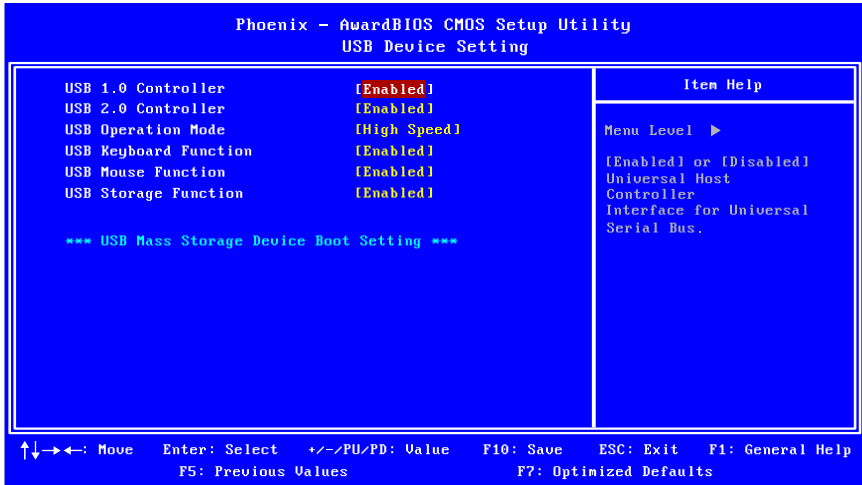 Phoenix - AwardBIOS CMOS Setup Utility
USB Device Setting
USB 1.0 Controller [Enabled]
USB 2.0 Controller [Enabled]
USB Operation Mode [High Speed]
USB Keyboard Function [Enabled]
USB Mouse Function [Enabled]
USB Storage Function [Enabled]
*** USB Mass Storage Device Boot Setting ***
Item Help
Menu Level ▶
[Enabled] or [Disabled]
Universal Host
Controller
Interface for Universal
Serial Bus.
↑↓→←: Move Enter: Select +/-/PU/PD: Value F10: Save ESC: Exit F1: General Help
F5: Previous Values F7: Optimized Defaults